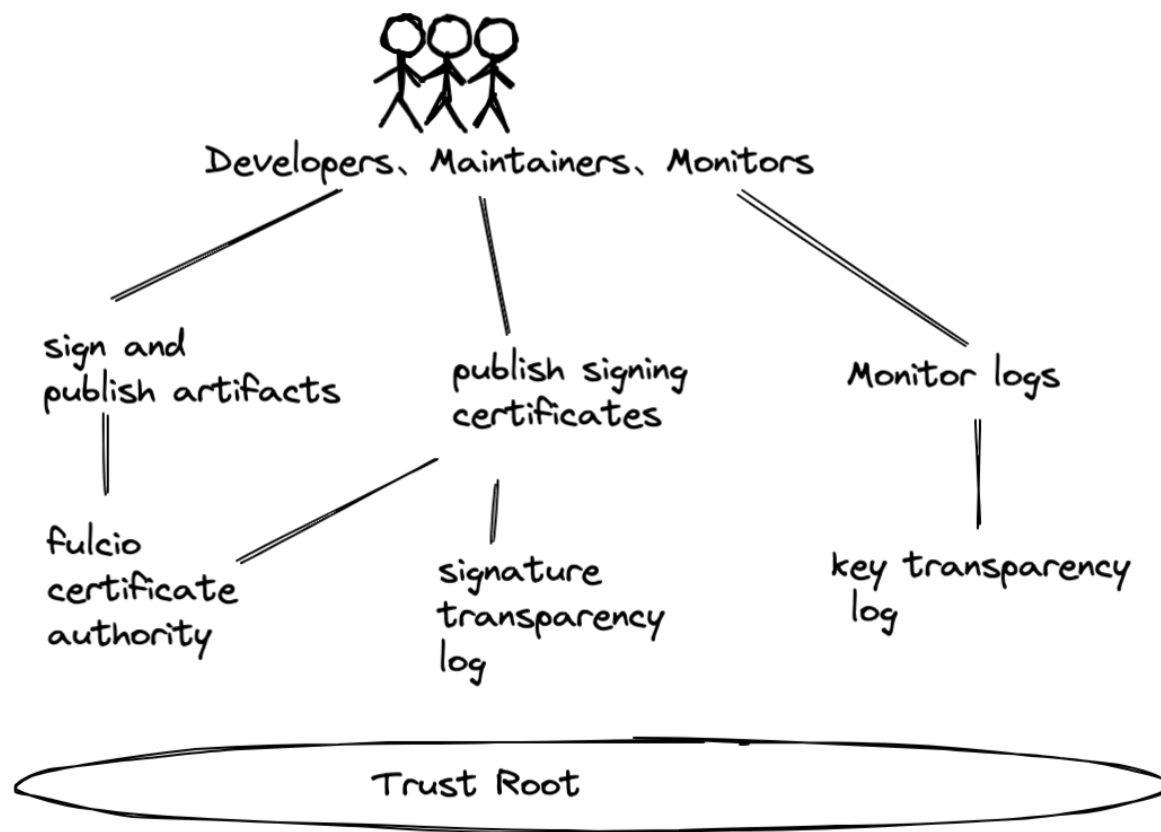 Developers、Maintainers、Monitors
sign and
publish artifacts
publish signing
certificates
Monitor logs
fulcio
certificate
authority
signature
transparency
log
key transparency
log
Trust Root